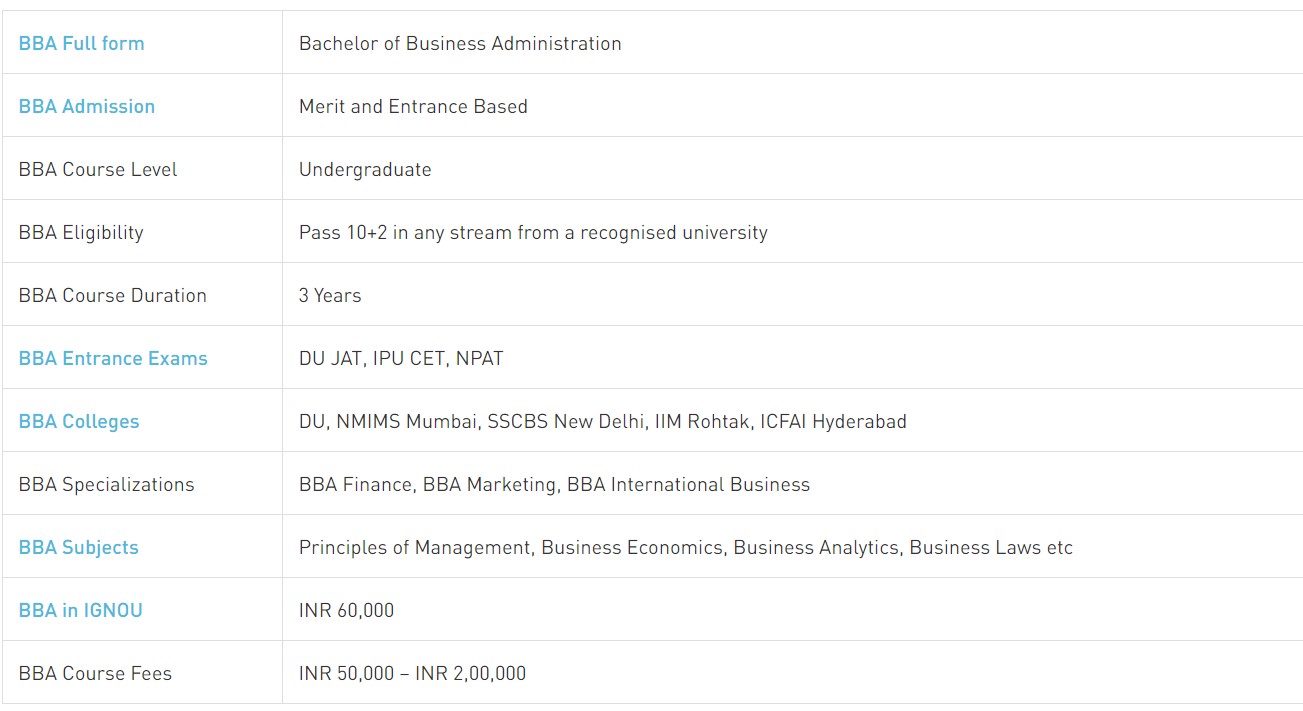 BBA Full form Bachelor of Business Administration
BBA Admission Merit and Entrance Based
BBA Course Level Undergraduate
BBA Eligibility Pass 10+2 in any stream from a recognised university
BBA Course Duration 3 Years
BBA Entrance Exams DU JAT, IPU CET, NPAT
BBA Colleges DU, NMIMS Mumbai, SSCBS New Delhi, IIM Rohtak, ICFAI Hyderabad
BBA Specializations BBA Finance, BBA Marketing, BBA International Business
BBA Subjects Principles of Management, Business Economics, Business Analytics, Business Laws etc
BBA in IGNOU INR 60,000
BBA Course Fees INR 50,000 – INR 2,00,000